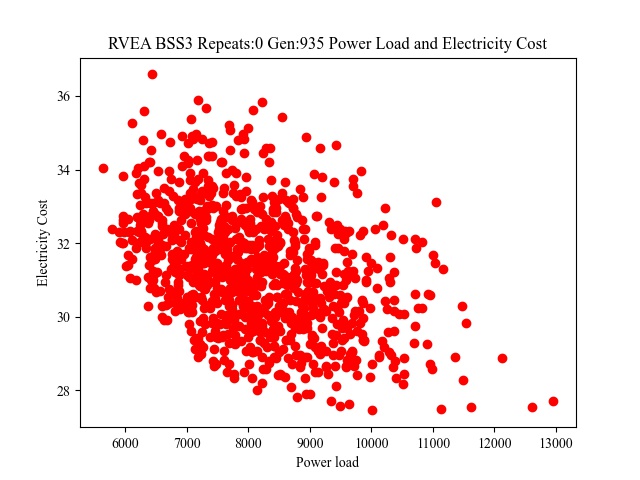 RVEA BSS3 Repeats:0 Gen:935 Power Load and Electricity Cost
36
34
32
30
28
Electricity Cost
6000 7000 8000 9000 10000 11000 12000 13000
Power load